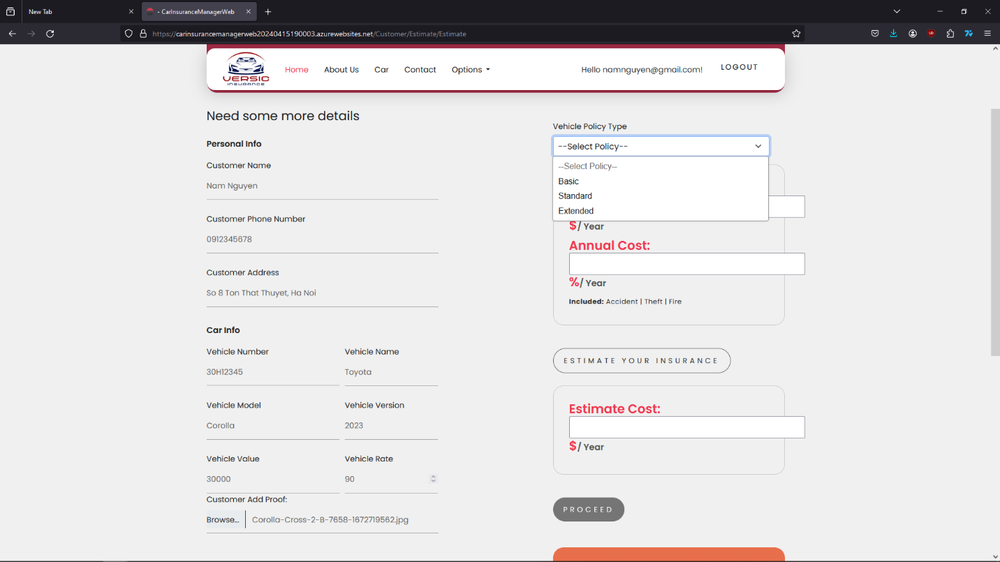 New Tab
- CarInsuranceManagerWeb
https://carinsurancemanagerweb20240415190003.azurewebsites.net/Customer/Estimate/Estimate
VERSIC
INSURANCE
Home
About Us
Car
Contact
Options
Hello namnguyen@gmail.com!
LOGOUT
Need some more details
Personal Info
Customer Name
Nam Nguyen
Customer Phone Number
0912345678
Customer Address
So 8 Ton That Thuyet, Ha Noi
Car Info
Vehicle Number
Vehicle Name
30H12345
Toyota
Vehicle Model
Vehicle Version
Corolla
2023
Vehicle Value
Vehicle Rate
30000
90
Customer Add Proof:
Browse...
Corolla-Cross-2-B-7658-1672719562.jpg
Vehicle Policy Type
--Select Policy--
--Select Policy--
Basic
Standard
Extended
$/ Year
Annual Cost:
%/ Year
Included: Accident | Theft | Fire
ESTIMATE YOUR INSURANCE
Estimate Cost:
$/ Year
PROCEED